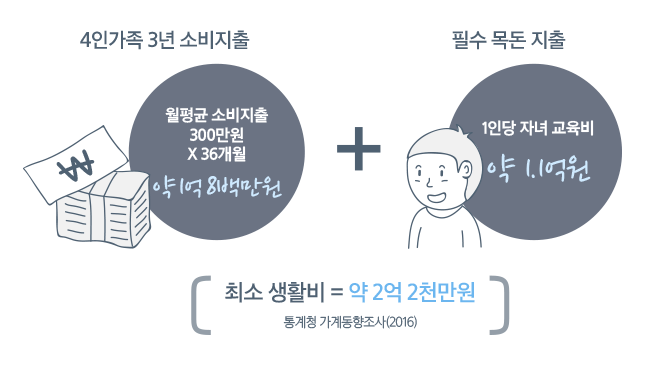 4인가족 3년 소비지출
월평균 소비지출
300만원
X 36개월
약 1억 8백만원
+
필수 목돈 지출
1인당 자녀 교육비
약 1.1억원
최소 생활비 = 약 2억 2천만원
통계청 가계동향조사(2016)